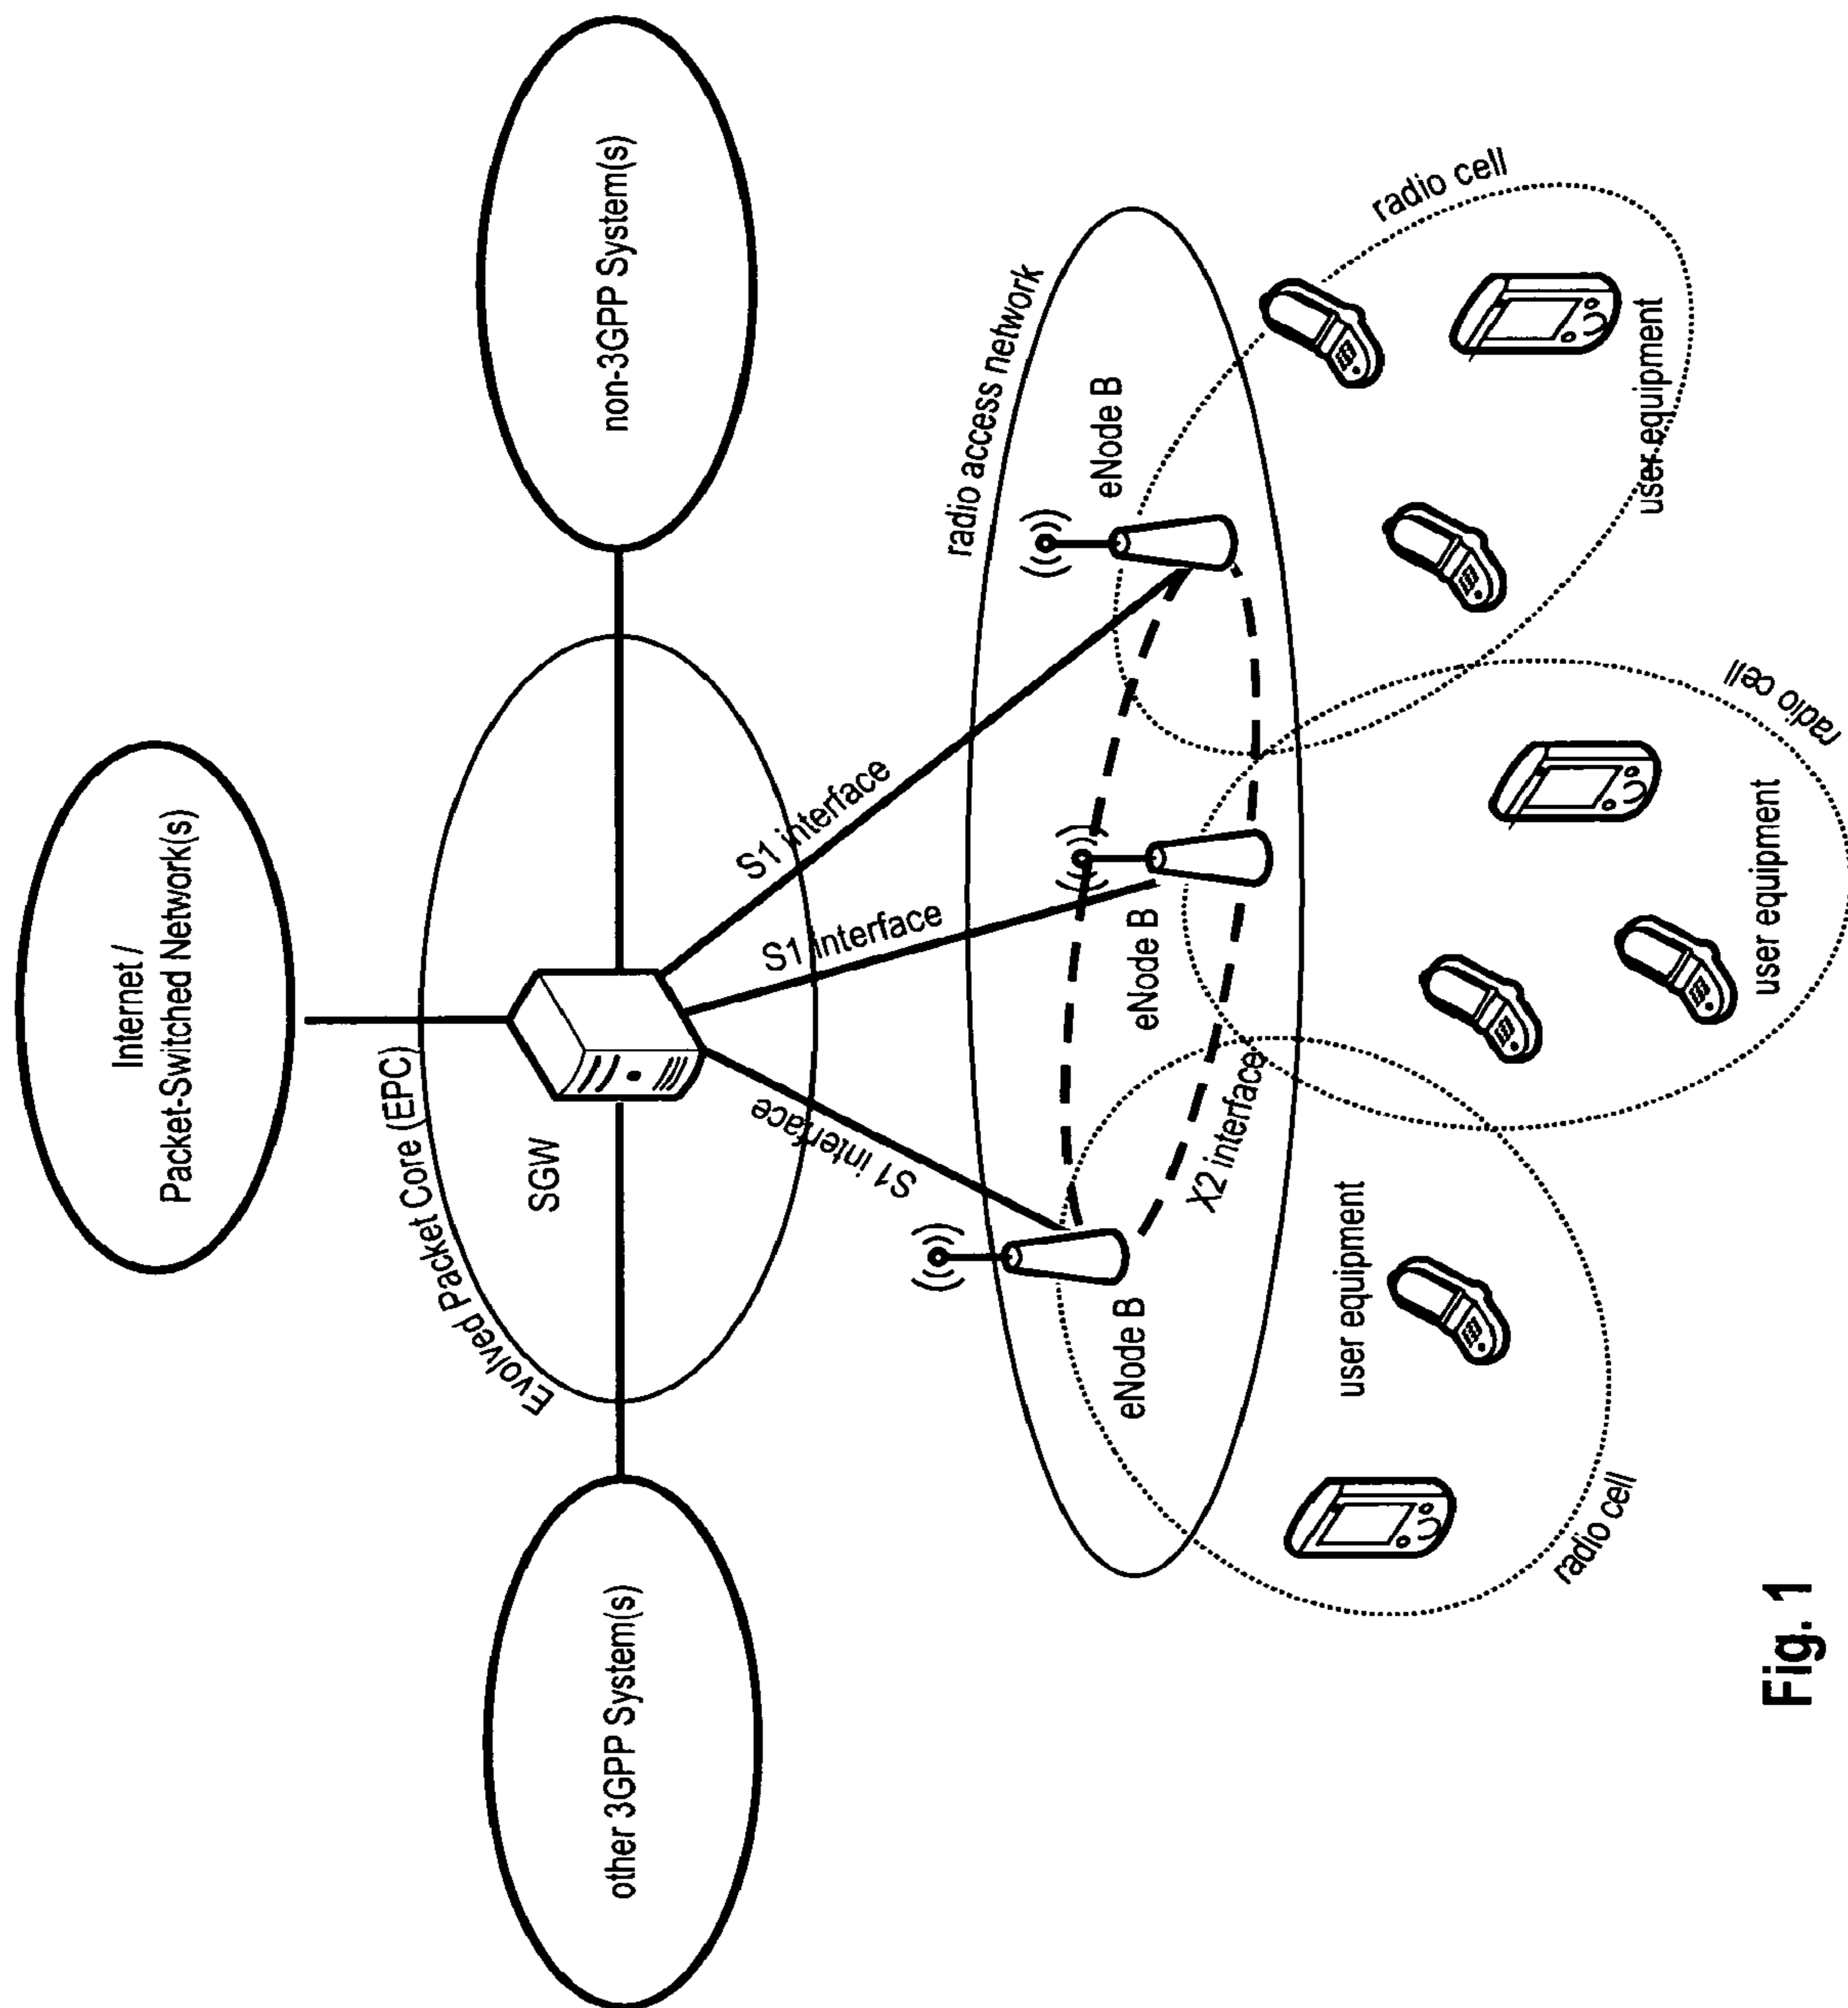 Internet /
Packet-Switched Network(s)
Evolved Packet Core (EPC)
SGW
other 3GPP System(s)
non-3GPP System(s)
S1 interface
S1 interface
S1 interface
radio access network
eNode B
eNode B
eNode B
X2 interface
user equipment
user equipment
user equipment
radio cell
radio cell
radio cell
Fig. 1